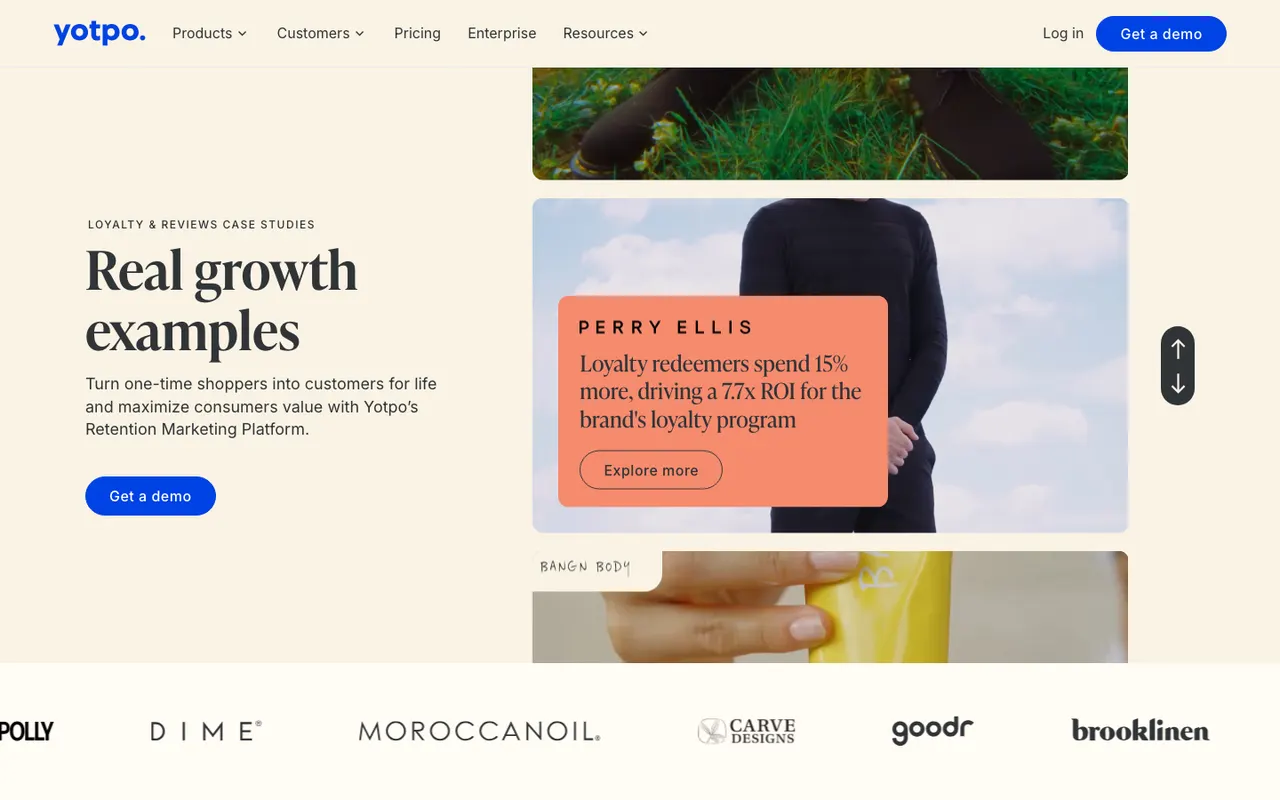 yotpo.
Products
Customers
Pricing
Enterprise
Resources
Log in
Get a demo
LOYALTY & REVIEWS CASE STUDIES
Real growth
examples
Turn one-time shoppers into customers for life
and maximize consumers value with Yotpo’s
Retention Marketing Platform.
Get a demo
PERRY ELLIS
Loyalty redeemers spend 15%
more, driving a 7.7x ROI for the
brand's loyalty program
Explore more
BANGN BODY
POLLY
DIME®
MOROCCANOIL®
CARVE
DESIGNS
goodr
brooklinen